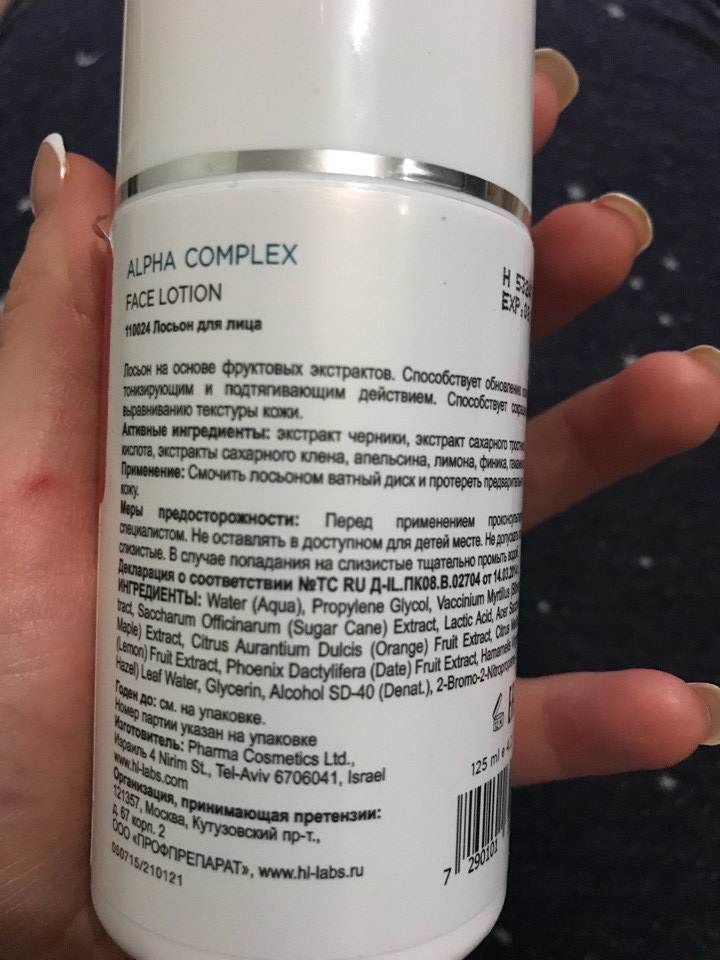 ALPHA COMPLEX
FACE LOTION
110024 Лосьон для лица
H
EXP.
Лосьон на основе фруктовых экстрактов. Способствует обновлению
тонизирующим и подтягивающим действием. Способствует
выравниванию текстуры кожи.
Активные ингредиенты: экстракт черники, экстракт сахарного
кислота, экстракты сахарного клена, апельсина, лимона, финика,
Применение: Смочить лосьоном ватный диск и протереть
кожу.
Меры предосторожности: Перед применением
специалистом. Не оставлять в доступном для детей месте. Не
слизистые. В случае попадания на слизистые тщательно промыть
Декларация о соответствии №ТС RU Д-IL.ПК08.В.02704 от 14.03.
ИНГРЕДИЕНТЫ: Water (Aqua), Propylene Glycol, Vaccinium Myrtillus
tract, Saccharum Officinarum (Sugar Cane) Extract, Lactic Acid, Acer
Maple) Extract, Citrus Aurantium Dulcis (Orange) Fruit Extract, Citrus
(Lemon) Fruit Extract, Phoenix Dactylifera (Date) Fruit Extract, Hamamelis
Hazel) Leaf Water, Glycerin, Alcohol SD-40 (Denat.), 2-Bromo-2-
Годен до: см. на упаковке.
Номер партии указан на упаковке
Изготовитель: Pharma Cosmetics Ltd.,
Израиль 4 Nirim St., Tel-Aviv 6706041, Israel
www.hl-labs.com
Организация, принимающая претензии:
121357, Москва, Кутузовский пр-т.,
д. 67 корп. 2
ООО «ПРОФПРЕПАРАТ», www.hl-labs.ru
050715/210121
125 ml e
7 290101